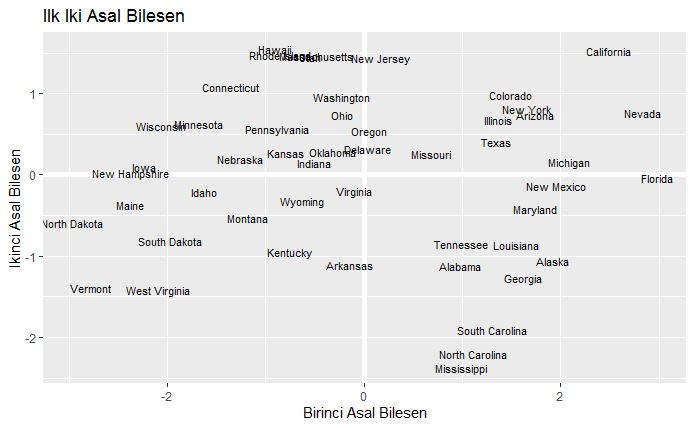 Ilk Iki Asal Bilesen
Hawaii
California
Rhode Island
Massachusetts
Utah
New Jersey
Connecticut
Washington
Colorado
New York
Nevada
Ohio
Arizona
Illinois
Minnesota
Wisconsin
Pennsylvania
Oregon
Texas
Delaware
Oklahoma
Kansas
Missouri
Nebraska
Indiana
Michigan
Iowa
New Hampshire
Florida
New Mexico
Idaho
Virginia
Wyoming
Maine
Maryland
Montana
North Dakota
South Dakota
Tennessee
Louisiana
Kentucky
Alaska
Arkansas
Alabama
Georgia
Vermont
West Virginia
South Carolina
North Carolina
Mississippi
1
0
-1
-2
-2
0
2
Ikinci Asal Bilesen
Birinci Asal Bilesen